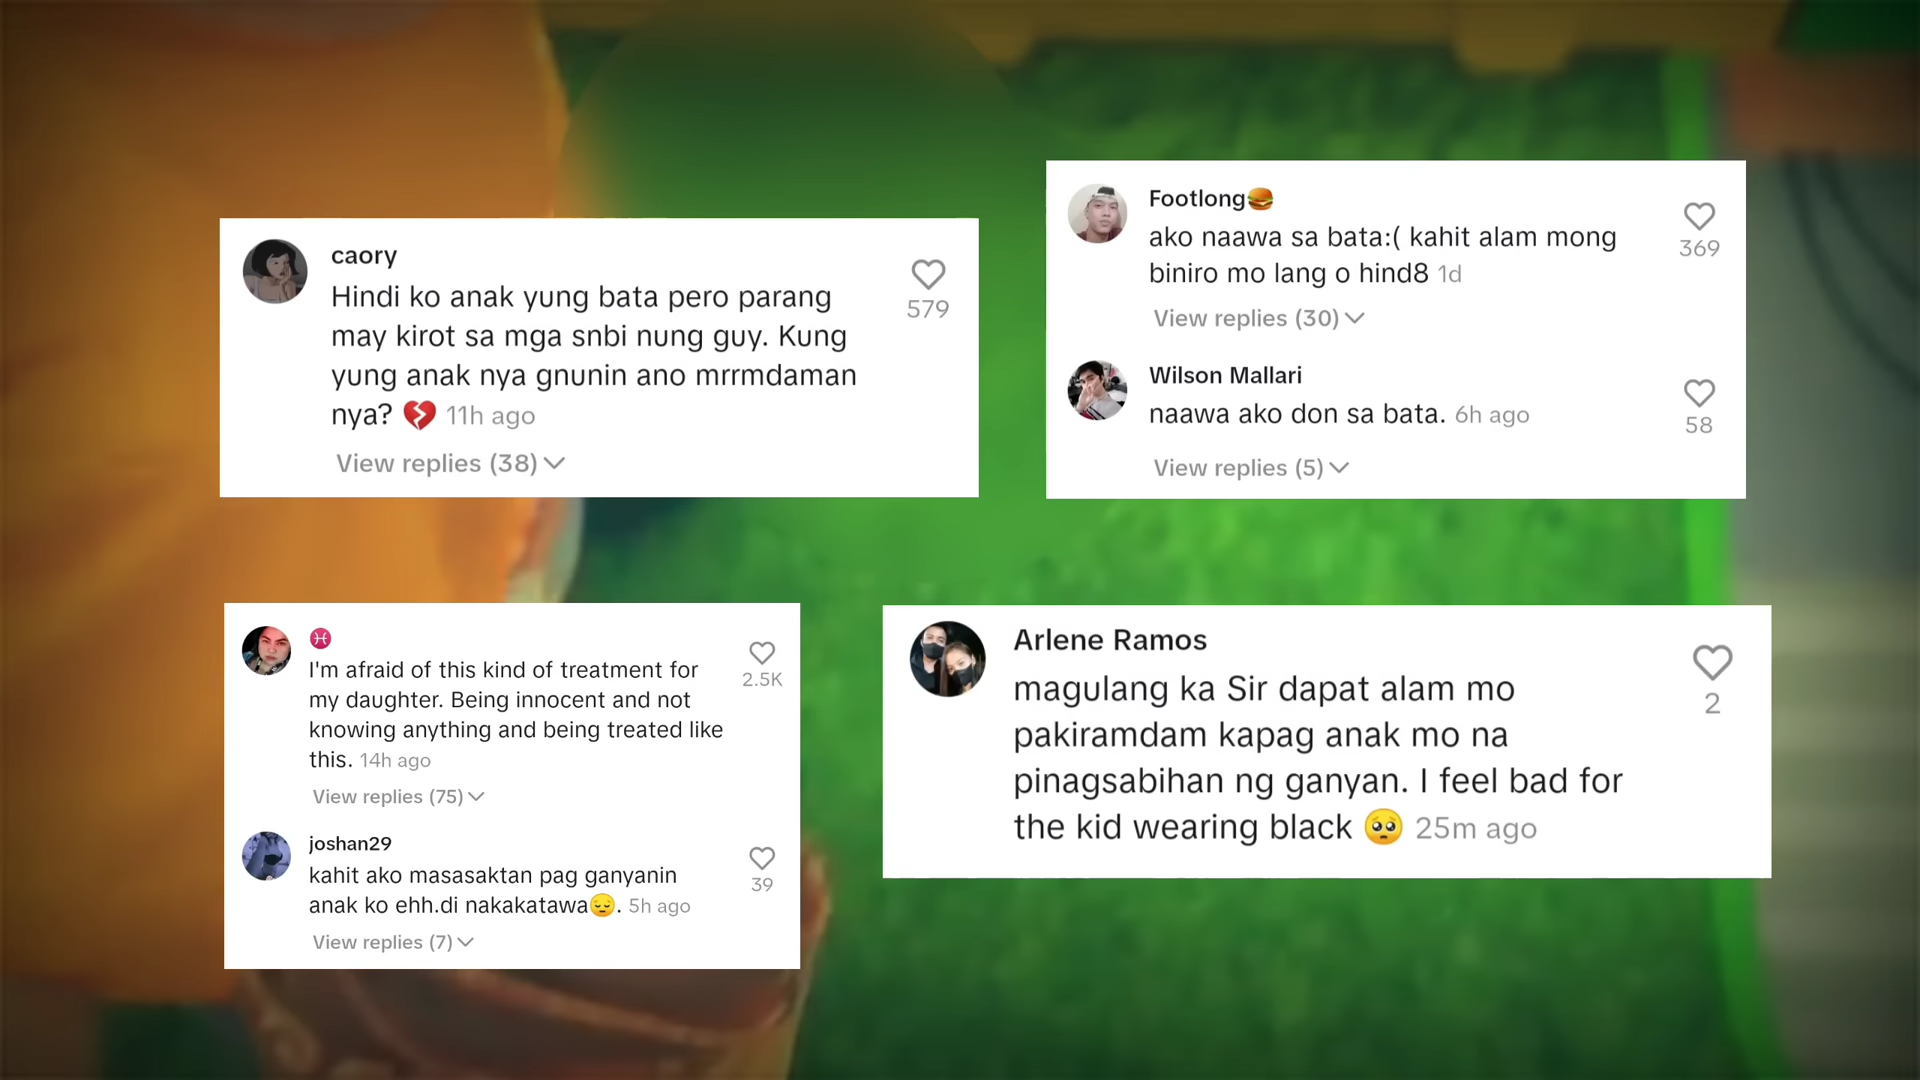 caory
Hindi ko anak yung bata pero parang
may kirot sa mga snbi nung guy. Kung
yung anak nya gnunin ano mrrmdaman
nya? 💔 11h ago
579
View replies (38)
Footlong🍔
ako naawa sa bata:( kahit alam mong
biniro mo lang o hind8 1d
369
View replies (30)
Wilson Mallari
naawa ako don sa bata. 6h ago
58
View replies (5)
♓
I'm afraid of this kind of treatment for
my daughter. Being innocent and not
knowing anything and being treated like
this. 14h ago
2.5K
View replies (75)
joshan29
kahit ako masasaktan pag ganyanin
anak ko ehh.di nakakatawa😔. 5h ago
39
View replies (7)
Arlene Ramos
magulang ka Sir dapat alam mo
pakiramdam kapag anak mo na
pinagsabihan ng ganyan. I feel bad for
the kid wearing black 🥺 25m ago
2